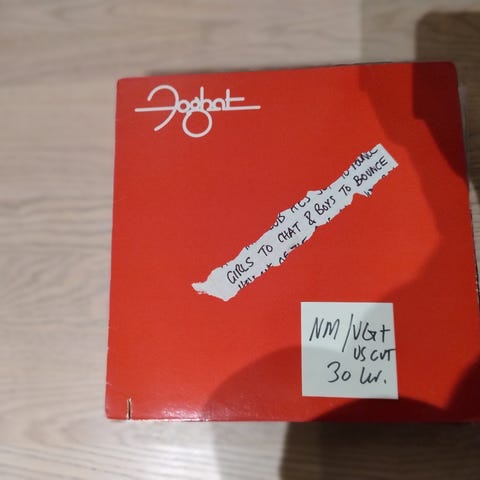 Foghat
GIRLS TO CHAT & BOYS TO BOUNCE
NM/VG+
US CUT
30 kr.